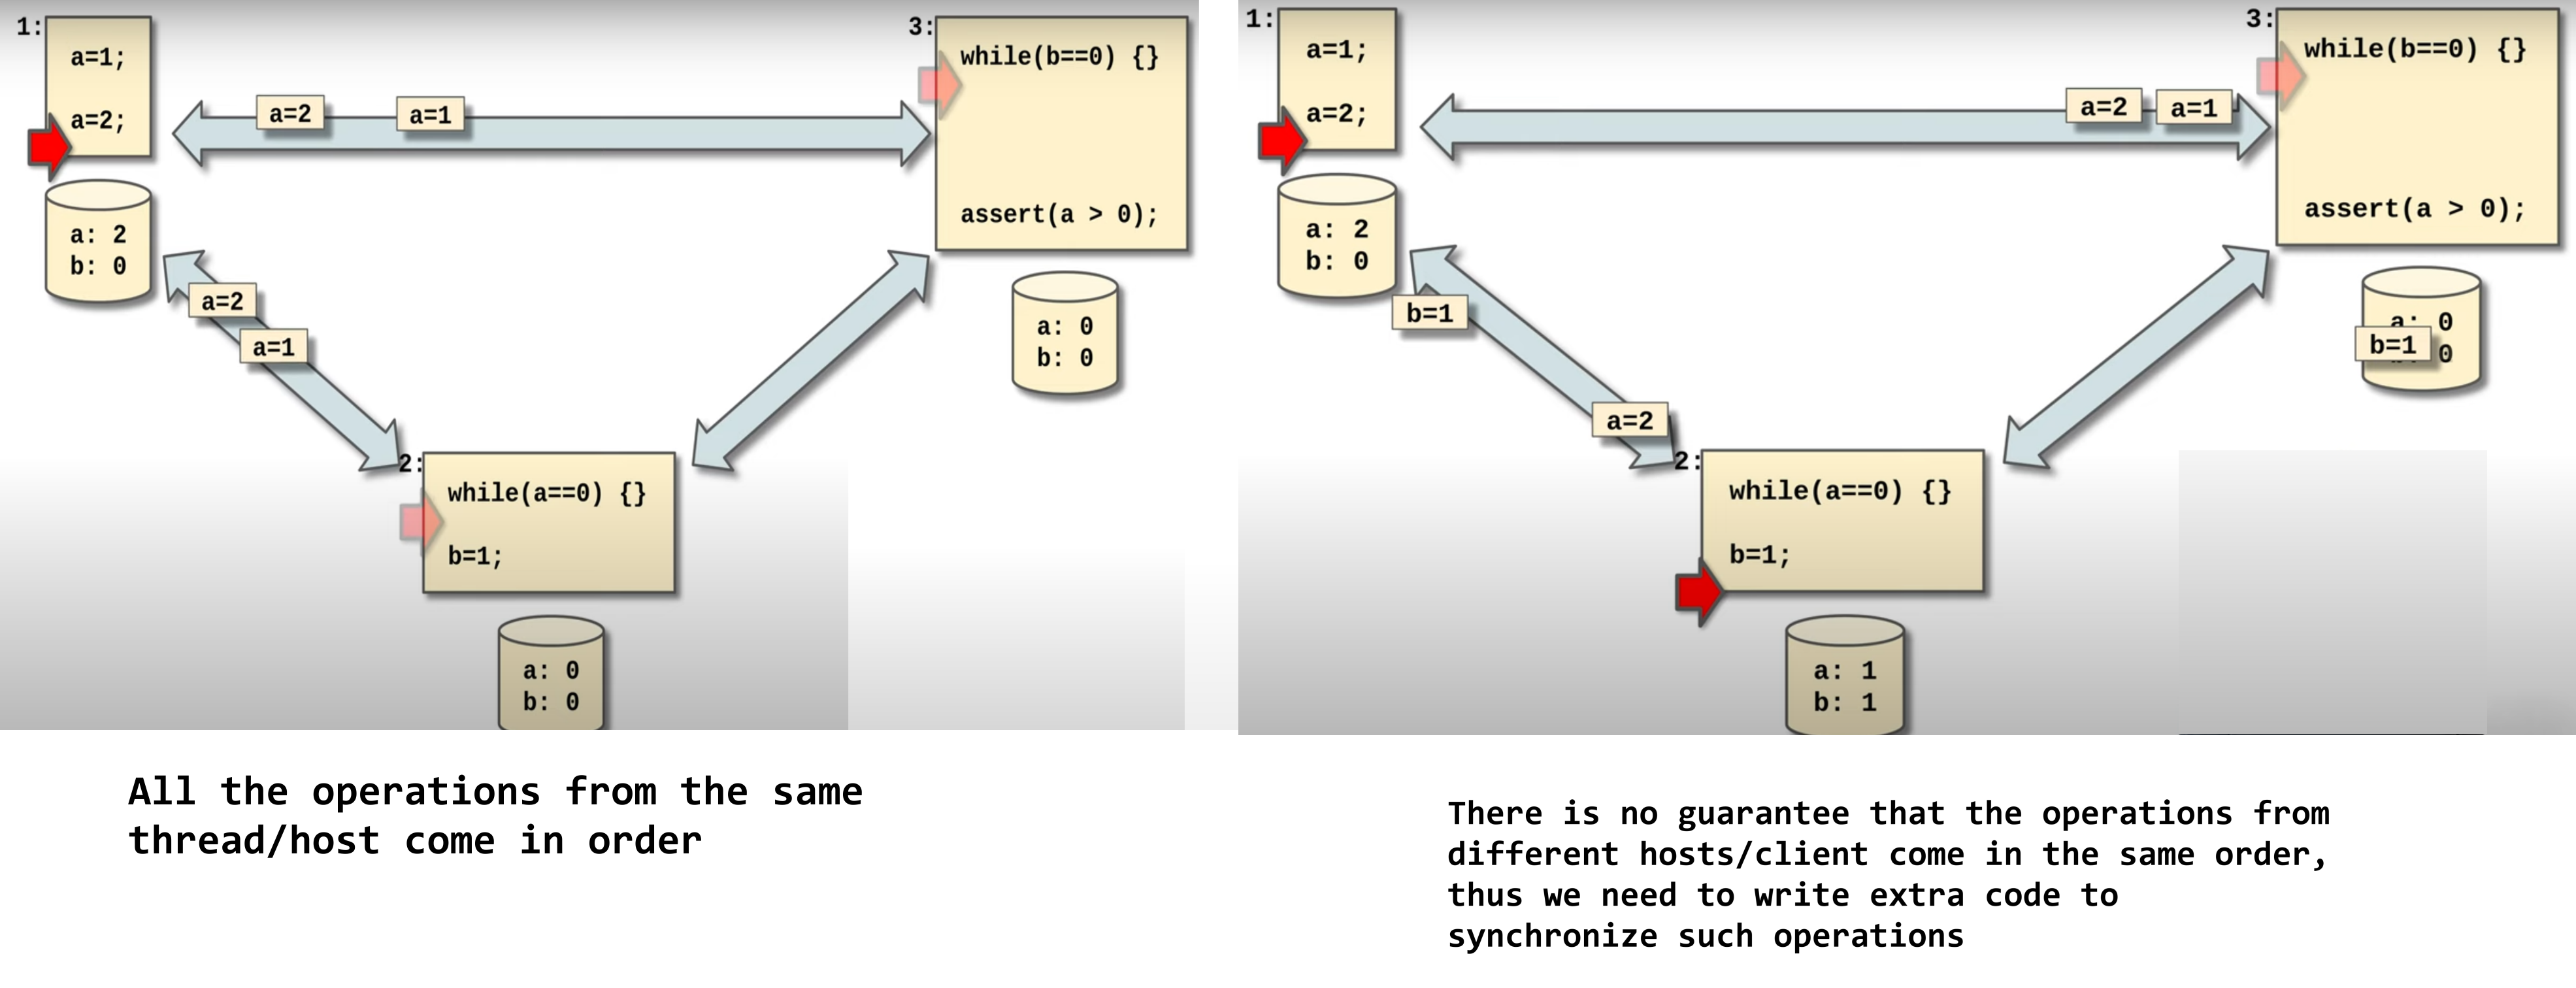 1:
a=1;
a=2;
a: 2
b: 0
a=2
a=1
a=2
a=1
3:
while(b==0) {}
assert(a > 0);
a: 0
b: 0
2:
while(a==0) {}
b=1;
a: 0
b: 0
All the operations from the same
thread/host come in order
1:
a=1;
a=2;
a: 2
b: 0
a=2
a=1
b=1
a=2
3:
while(b==0) {}
assert(a > 0);
a: 0
b=1
0
2:
while(a==0) {}
b=1;
a: 1
b: 1
There is no guarantee that the operations from
different hosts/client come in the same order,
thus we need to write extra code to
synchronize such operations